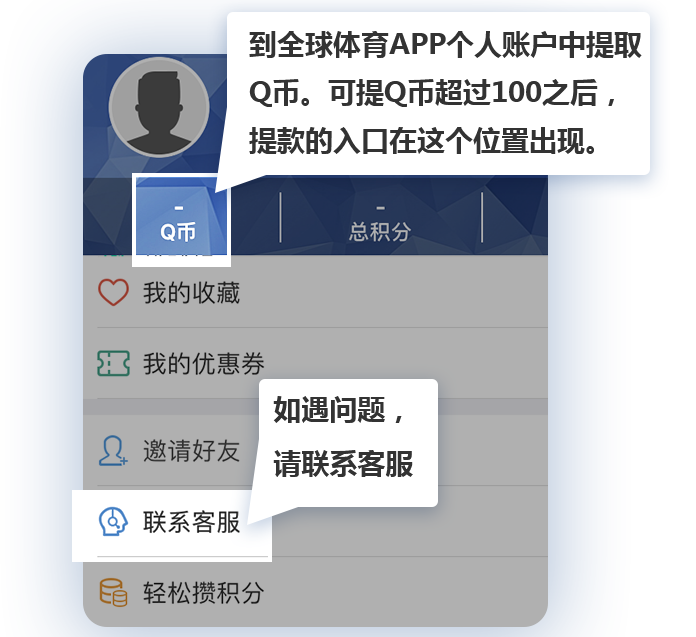 到全球体育APP个人账户中提取
Q币。可提Q币超过100之后，
提款的入口在这个位置出现。
-
Q币
-
总积分
我的收藏
我的优惠券
如遇问题，
请联系客服
邀请好友
联系客服
轻松攒积分